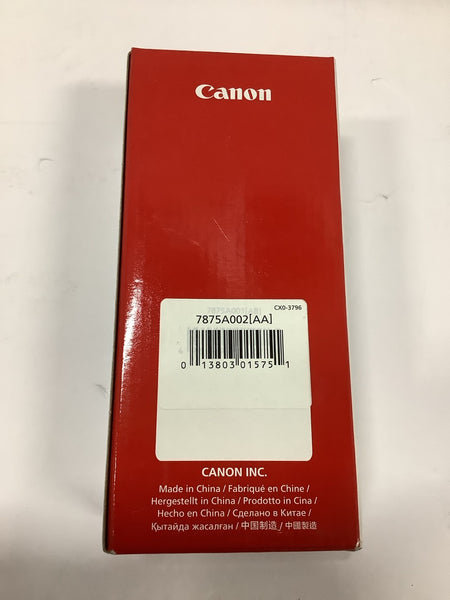 Canon
CX0-3796
7875A002[AA]
0 13803 01575 1
CANON INC.
Made in China / Fabriqué en Chine /
Hergestellt in China / Prodotto in Cina /
Hecho en China / Сделано в Китае /
Қытайда жасалған / 中国制造 / 中國製造